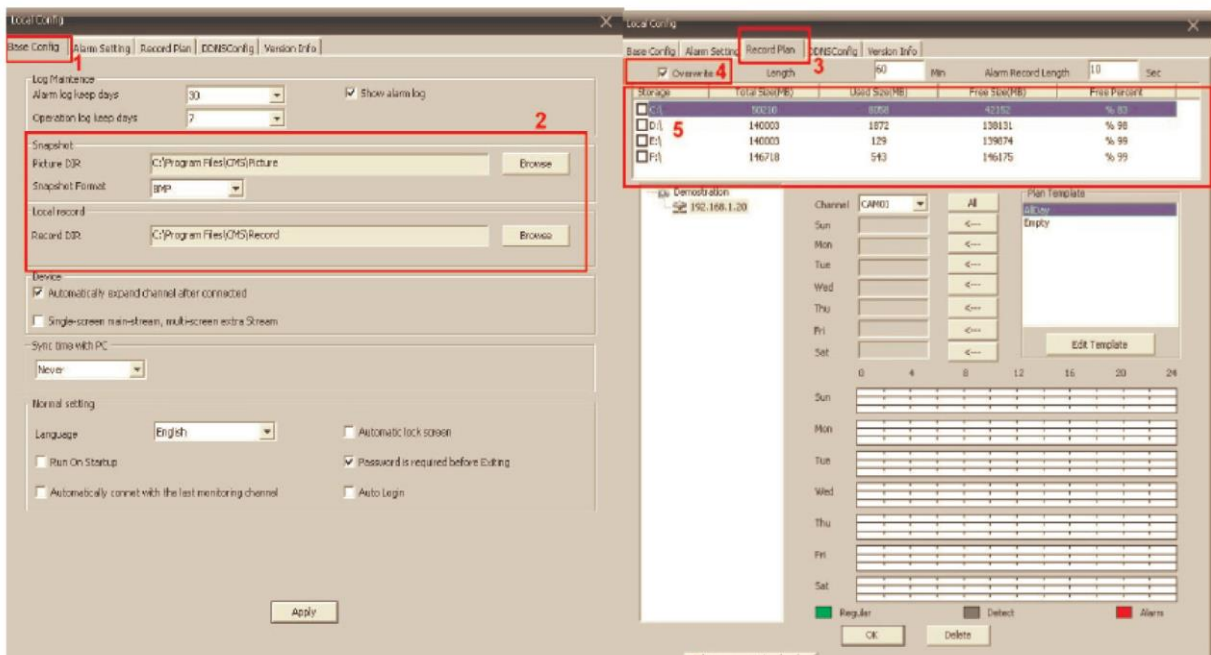 Local Config
Base Config Alarm Setting Record Plan DDNSConfig Version Info
1
Log Maintence
Alarm log keep days 30 Show alarm log
Operation log keep days 7
2
Snapshot
Picture DIR C:\Program Files\CMS\Picture Browse
Snapshot Format BMP
Local record
Record DIR C:\Program Files\CMS\Record Browse
Device
Automatically expand channel after connected
Single-screen main-stream, multi-screen extra Stream
Sync time with PC
Never
Normal setting
Language English Automatic lock screen
Run On Startup Password is required before Exiting
Automatically connet with the last monitoring channel Auto Login
Apply
Local Config
Base Config Alarm Setting Record Plan DDNSConfig Version Info
3
Overwrite 4 Length 60 Min Alarm Record Length 10 Sec
Storage Total Size(MB) Used Size(MB) Free Size(MB) Free Percent
C:\ 50210 8058 42152 % 83
D:\ 140003 1872 138131 % 98
5
E:\ 140003 129 139874 % 99
F:\ 146718 543 146175 % 99
Demostration
192.168.1.20
Channel CAM01 All
Plan Template
AllDay
Empty
Sun <---
Mon <---
Tue <---
Wed <---
Thu <---
Fri <---
Sat <---
Edit Template
0 4 8 12 16 20 24
Sun
Mon
Tue
Wed
Thu
Fri
Sat
Regular Detect Alarm
OK Delete